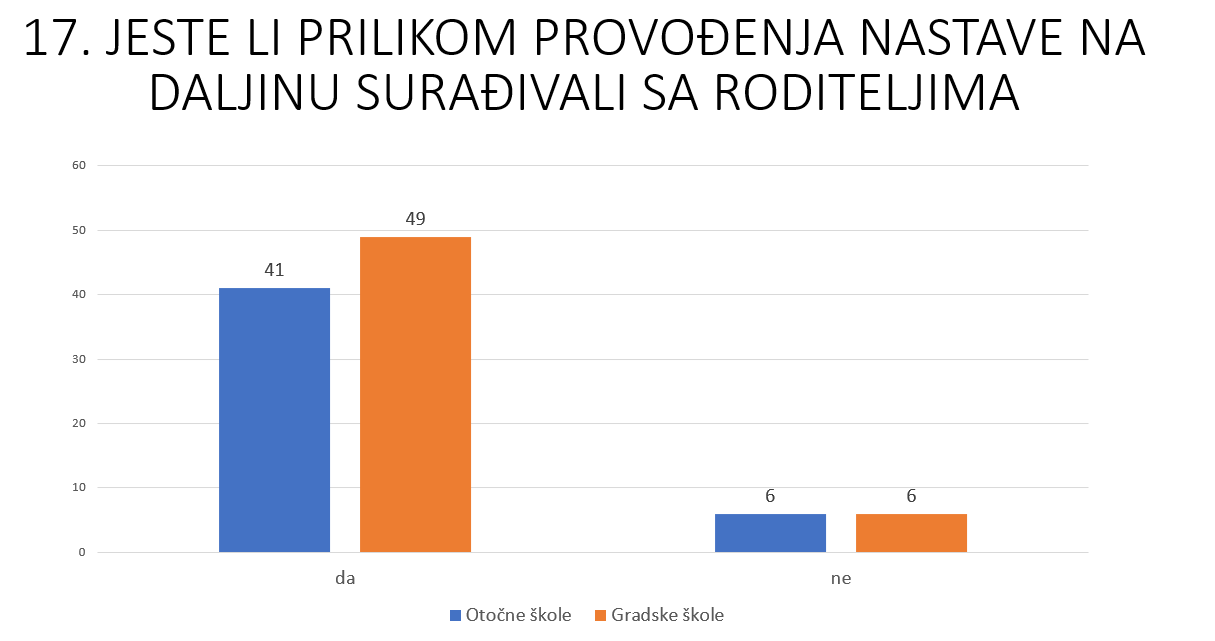 17. JESTE LI PRILIKOM PROVOĐENJA NASTAVE NA
DALJINU SURAĐIVALI SA RODITELJIMA
60
50
40
30
20
10
0
41
49
6
6
da
ne
Otočne škole
Gradske škole